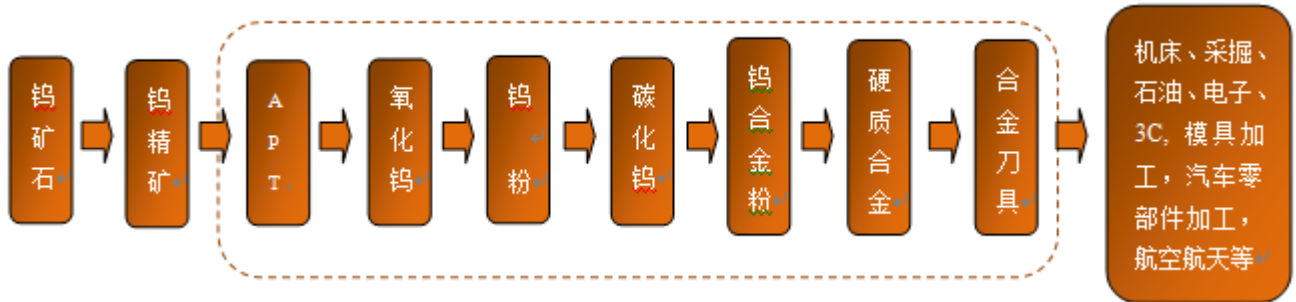 钨矿石
钨精矿
APT
氧化钨
钨粉
碳化钨
钨合金粉
硬质合金
合金刀具
机床、采掘、
石油、电子、
3C, 模具加
工，汽车零
部件加工，
航空航天等